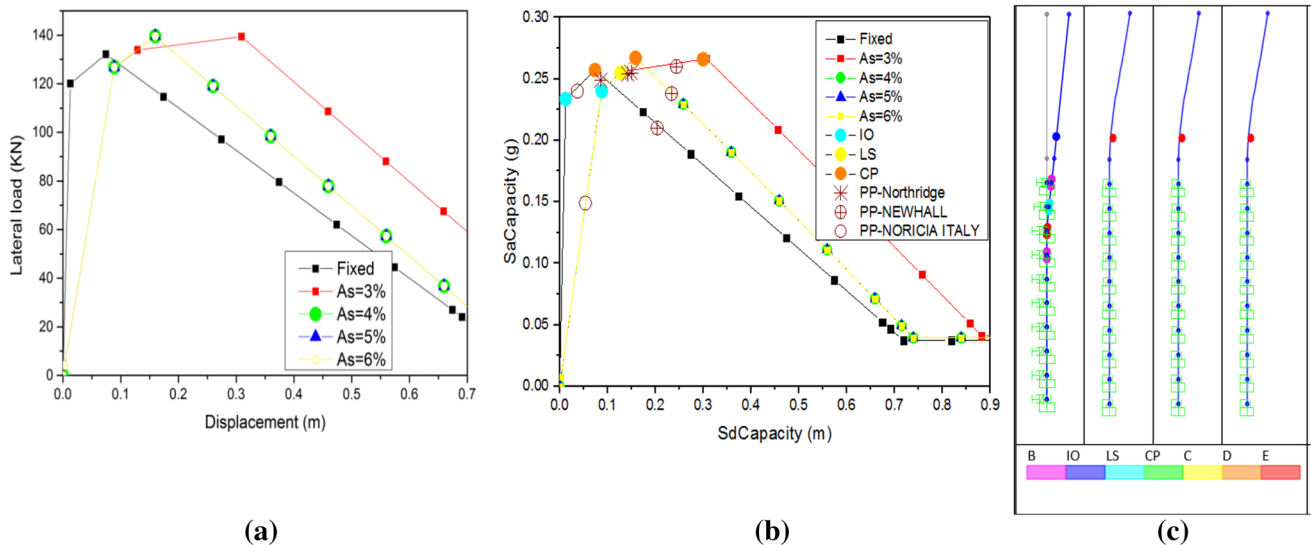 Lateral load (KN)
140
120
100
80
60
40
20
0
0.0 0.1 0.2 0.3 0.4 0.5 0.6 0.7
Displacement (m)
Fixed
As=3%
As=4%
As=5%
As=6%
(a)
SaCapacity (g)
0.30
0.25
0.20
0.15
0.10
0.05
0.00
0.0 0.1 0.2 0.3 0.4 0.5 0.6 0.7 0.8 0.9
SdCapacity (m)
Fixed
As=3%
As=4%
As=5%
As=6%
IO
LS
CP
PP-Northridge
PP-NEWHALL
PP-NORICIA ITALY
(b)
B IO LS CP C D E
(c)